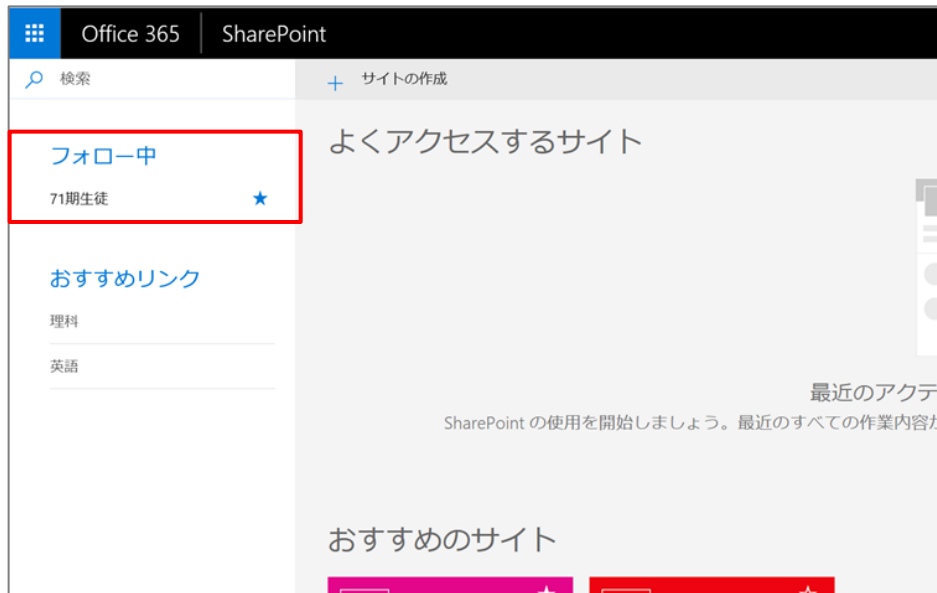 Office 365 SharePoint
検索
サイトの作成
フォロー中
71期生徒
おすすめリンク
理科
英語
よくアクセスするサイト
最近のアクテ
SharePoint の使用を開始しましょう。最近のすべての作業内容が
おすすめのサイト